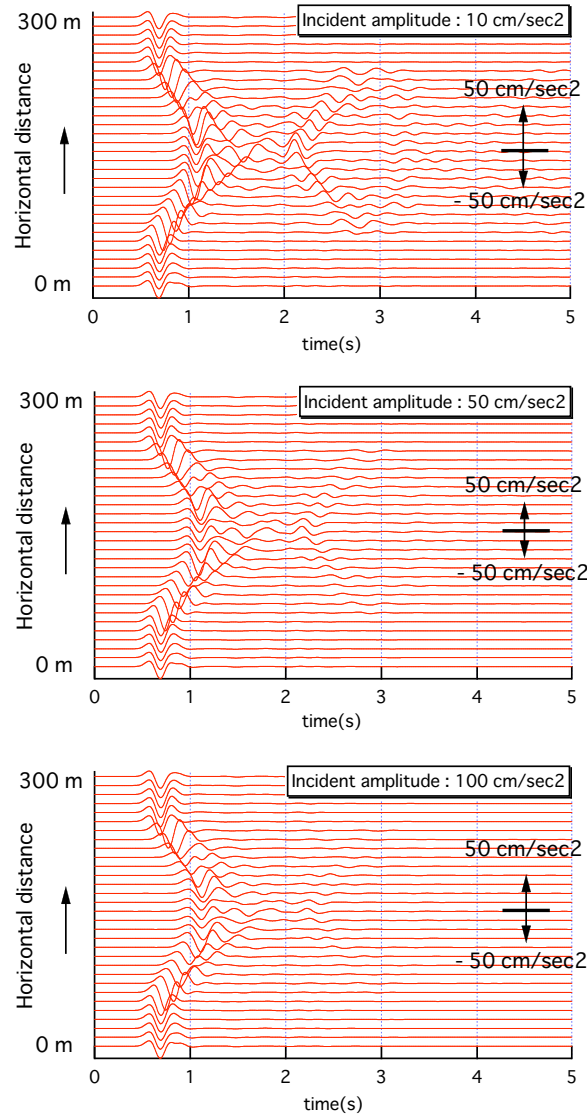 300 m
Incident amplitude : 10 cm/sec2
50 cm/sec2
Horizontal distance
- 50 cm/sec2
0 m
0 1 2 3 4 5
time(s)
300 m
Incident amplitude : 50 cm/sec2
50 cm/sec2
Horizontal distance
- 50 cm/sec2
0 m
0 1 2 3 4 5
time(s)
300 m
Incident amplitude : 100 cm/sec2
50 cm/sec2
Horizontal distance
- 50 cm/sec2
0 m
0 1 2 3 4 5
time(s)